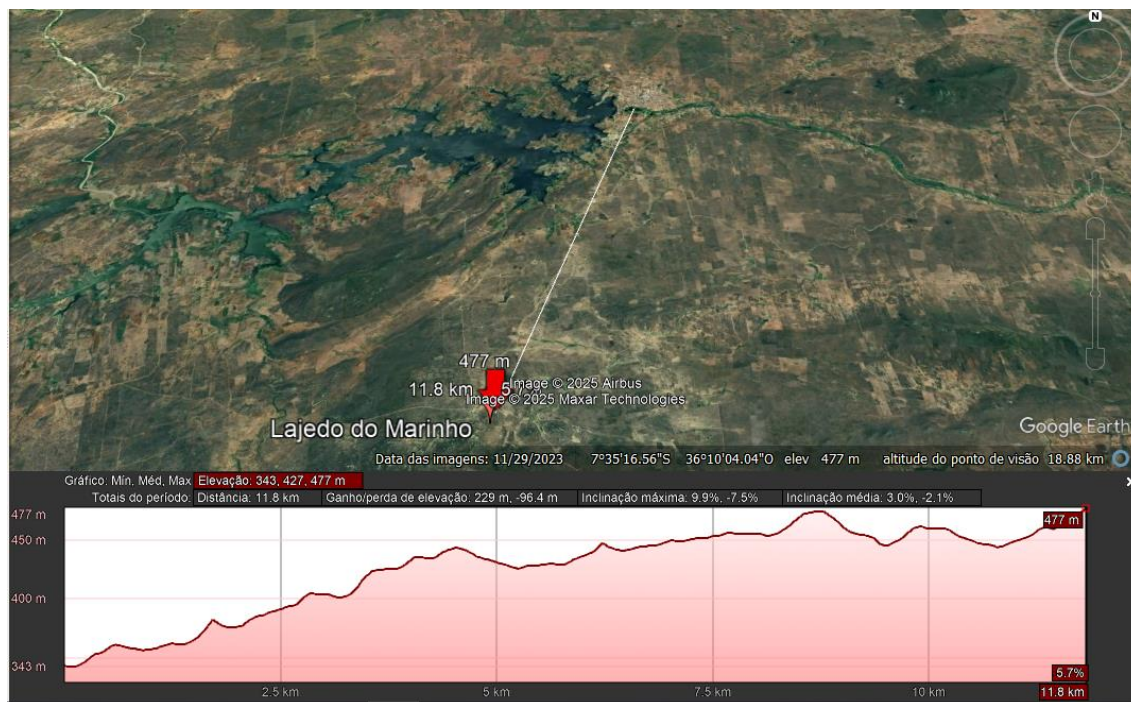 N
477 m
11.8 km
Image © 2025 Airbus
Image © 2025 Maxar Technologies
Lajedo do Marinho
Google Earth
Data das imagens: 11/29/2023 7°35'16.56"S 36°10'04.04"O elev 477 m altitude do ponto de visão 18.88 km
Gráfico: Mín. Méd, Max Elevação: 343, 427, 477 m
Totais do período: Distância: 11.8 km Ganho/perda de elevação: 229 m, -96.4 m Inclinação máxima: 9.9%, -7.5% Inclinação média: 3.0%, -2.1%
477 m
477 m
450 m
400 m
343 m
5.7%
2.5 km 5 km 7.5 km 10 km 11.8 km